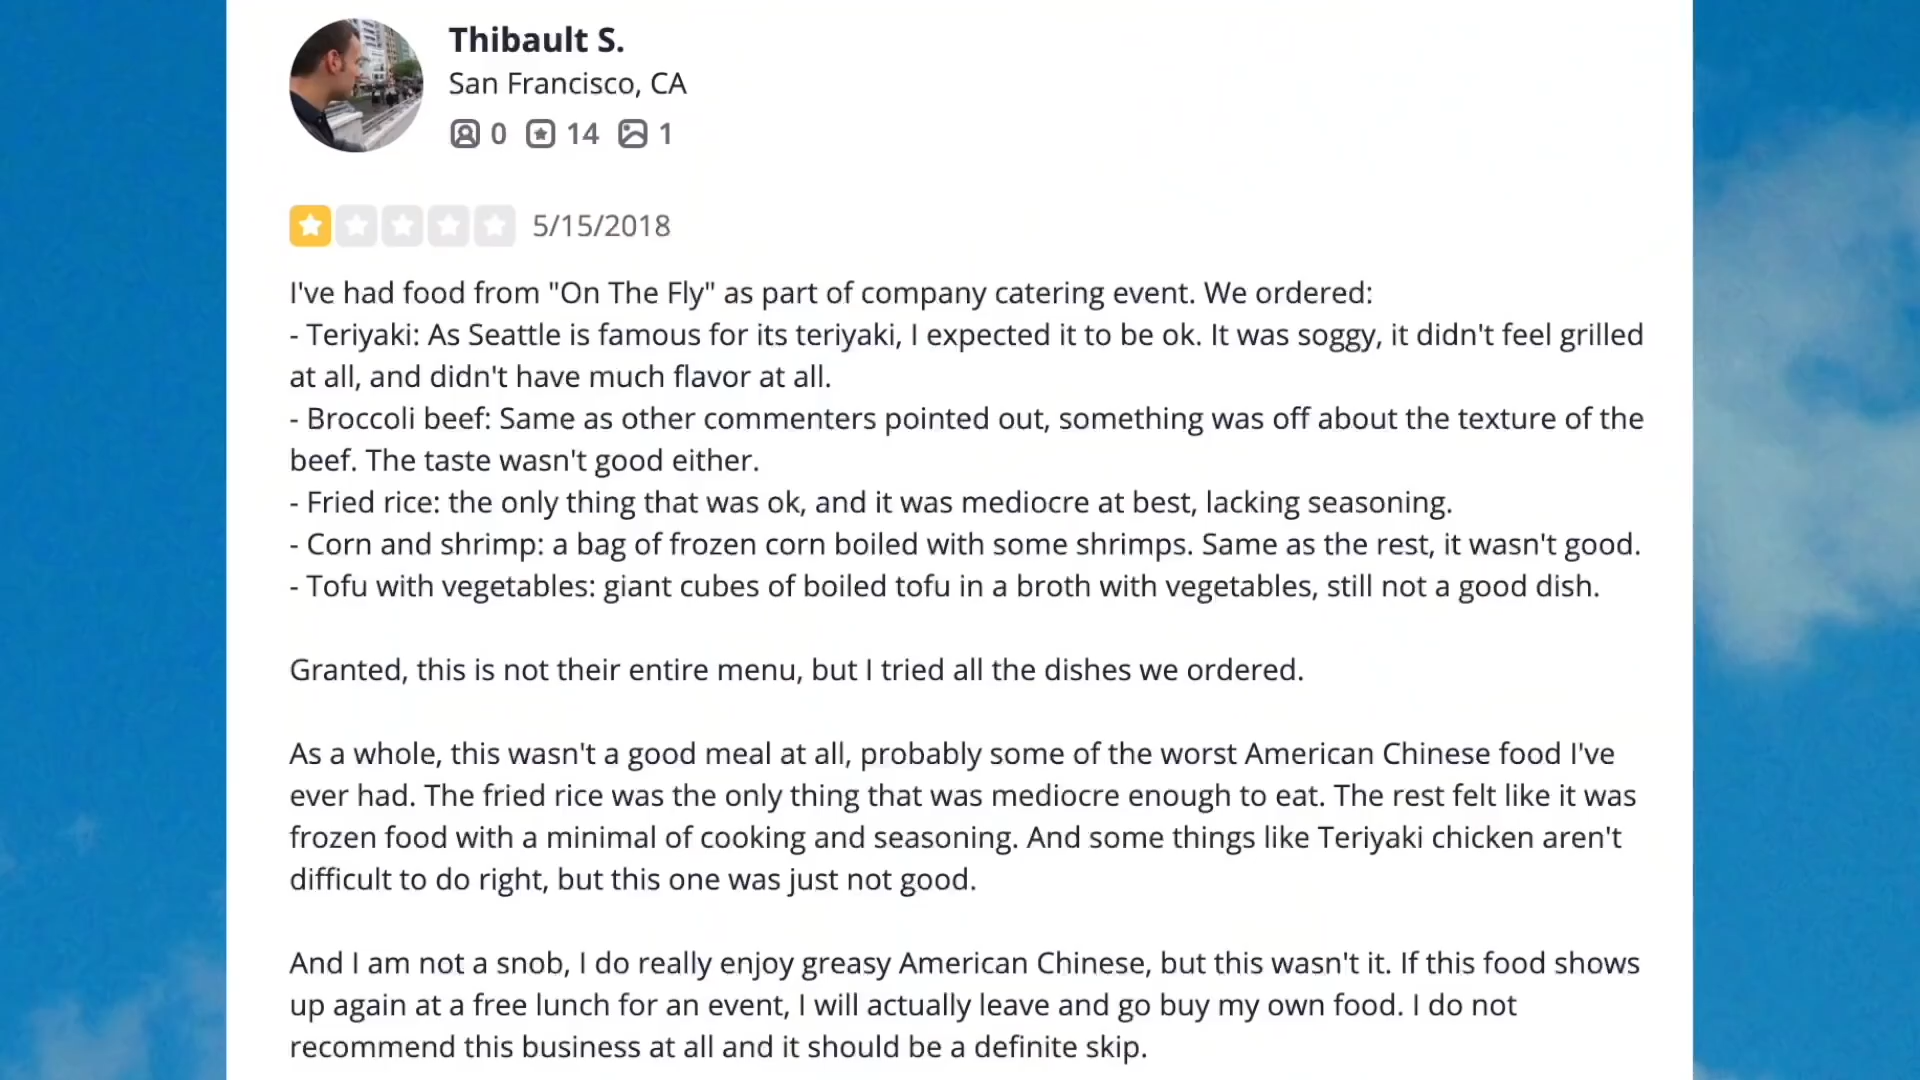 Thibault S.
San Francisco, CA
0 14 1
5/15/2018
I've had food from "On The Fly" as part of company catering event. We ordered:
- Teriyaki: As Seattle is famous for its teriyaki, I expected it to be ok. It was soggy, it didn't feel grilled
at all, and didn't have much flavor at all.
- Broccoli beef: Same as other commenters pointed out, something was off about the texture of the
beef. The taste wasn't good either.
- Fried rice: the only thing that was ok, and it was mediocre at best, lacking seasoning.
- Corn and shrimp: a bag of frozen corn boiled with some shrimps. Same as the rest, it wasn't good.
- Tofu with vegetables: giant cubes of boiled tofu in a broth with vegetables, still not a good dish.
Granted, this is not their entire menu, but I tried all the dishes we ordered.
As a whole, this wasn't a good meal at all, probably some of the worst American Chinese food I've
ever had. The fried rice was the only thing that was mediocre enough to eat. The rest felt like it was
frozen food with a minimal of cooking and seasoning. And some things like Teriyaki chicken aren't
difficult to do right, but this one was just not good.
And I am not a snob, I do really enjoy greasy American Chinese, but this wasn't it. If this food shows
up again at a free lunch for an event, I will actually leave and go buy my own food. I do not
recommend this business at all and it should be a definite skip.